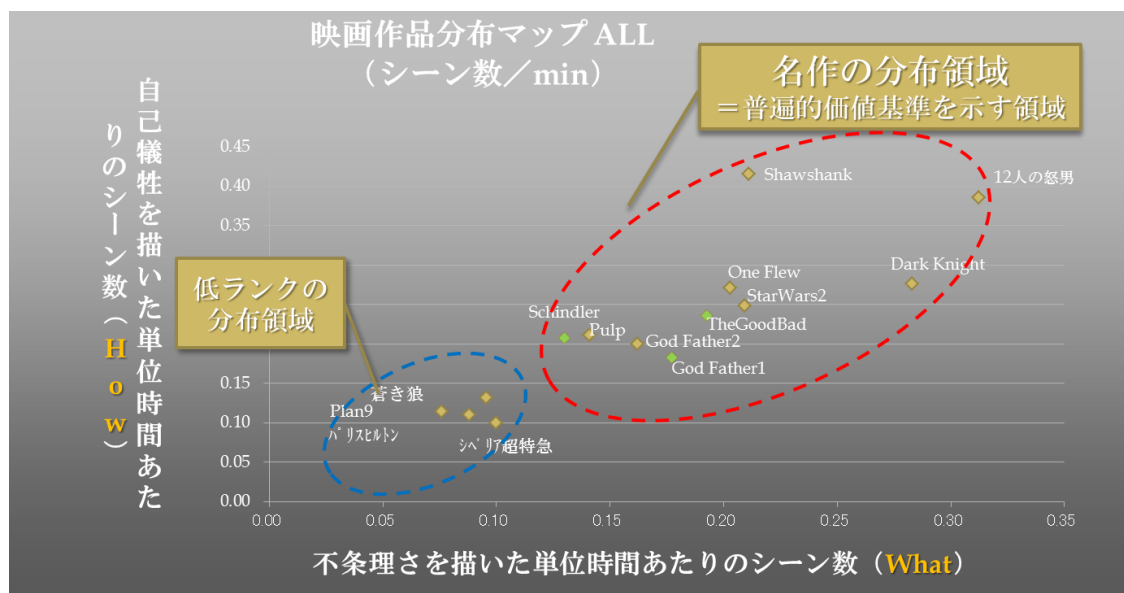 映画作品分布マップ ALL
（シーン数／min）
名作の分布領域
＝普遍的価値基準を示す領域
自己犠牲を描いた単位時間あた
りのシーン数（How）
低ランクの
分布領域
0.45
0.40
0.35
0.15
0.10
0.05
0.00
Shawshank
12人の怒男
Dark Knight
One Flew
StarWars2
Schindler
TheGoodBad
Pulp
God Father2
God Father1
蒼き狼
Plan9
ﾊﾟﾘｽﾋﾙﾄﾝ
ｼﾍﾞﾘｱ超特急
0.00 0.05 0.10 0.15 0.20 0.25 0.30 0.35
不条理さを描いた単位時間あたりのシーン数（What）